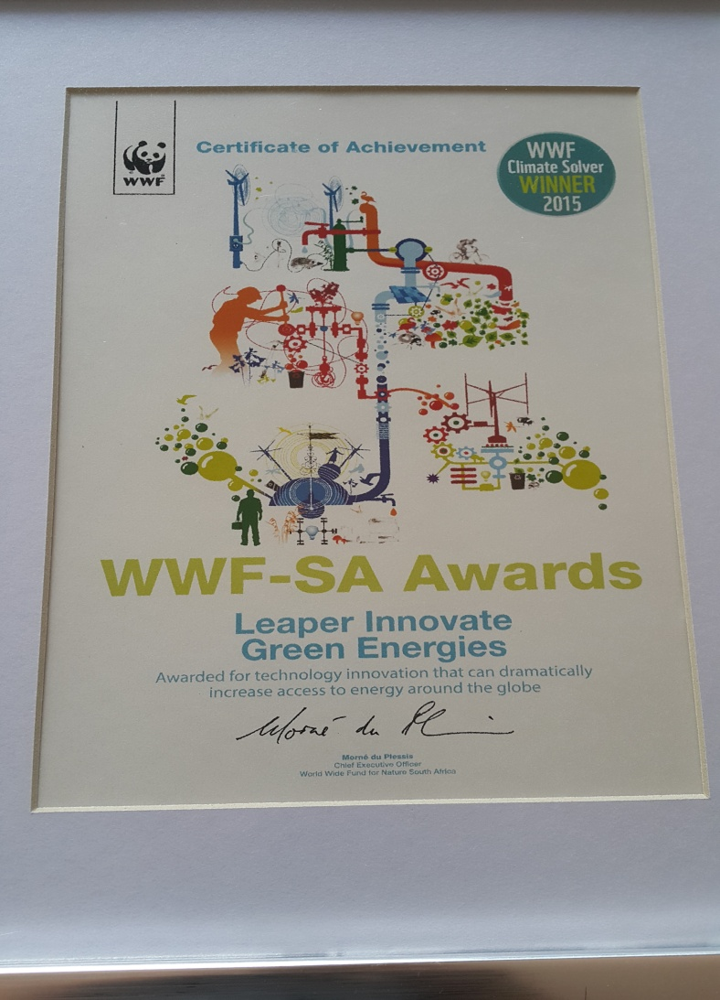 WWF
Certificate of Achievement
WWF
Climate Solver
WINNER
2015
WWF-SA Awards
Leaper Innovate
Green Energies
Awarded for technology innovation that can dramatically
increase access to energy around the globe
Morné du Pl
Morné du Plessis
Chief Executive Officer
World Wide Fund for Nature South Africa